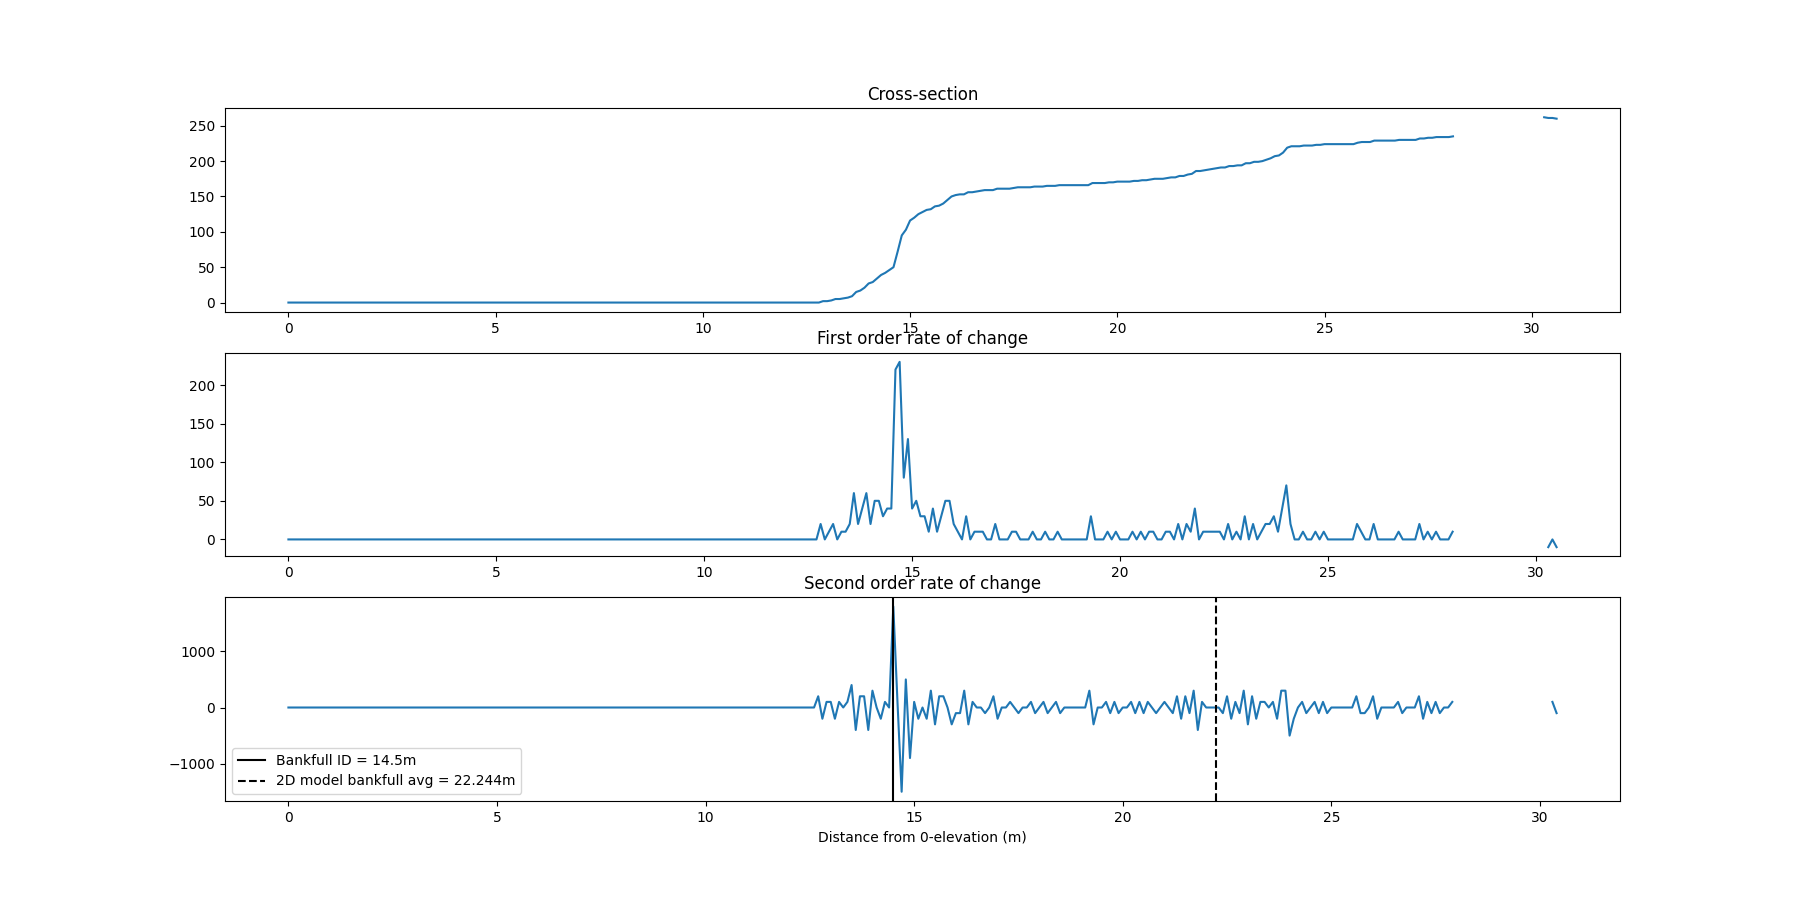 Cross-section
250
200
150
100
50
0
0 5 10 15 20 25 30
First order rate of change
200
150
100
50
0
0 5 10 15 20 25 30
Second order rate of change
1000
0
−1000
Bankfull ID = 14.5m
2D model bankfull avg = 22.244m
0 5 10 15 20 25 30
Distance from 0-elevation (m)